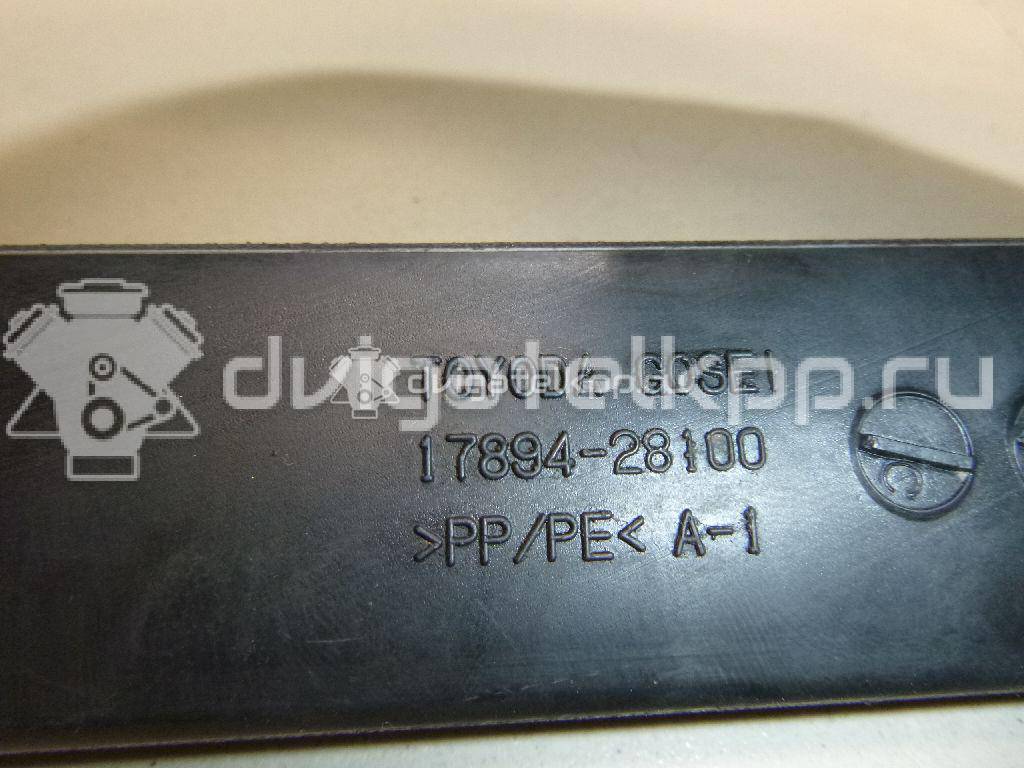 TOYODA GOSEI
dvigatelkpp.ru
17894-28100
>PP/PE< A-1
C